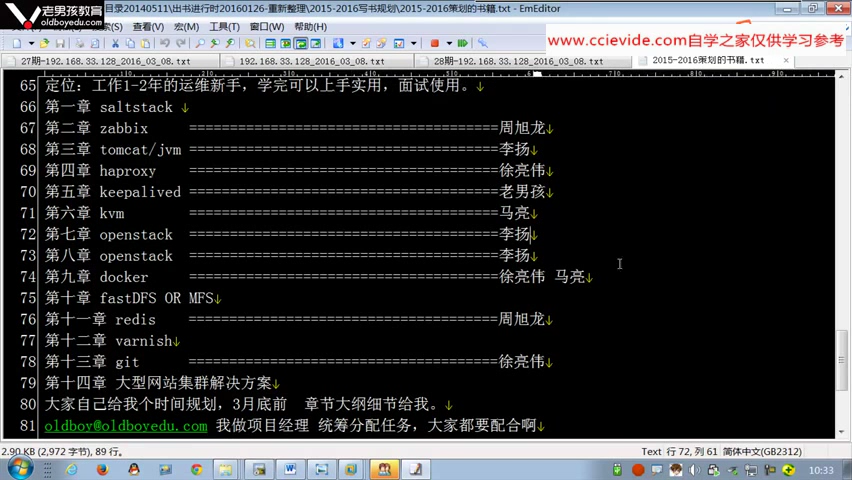 老男孩教育
oldboyedu.com
目录20140511\出书进行时20160126-重新整理\2015-2016写书规划\2015-2016策划的书籍.txt - EmEditor
查看(V) 宏(M) 工具(T) 窗口(W) 帮助(H)
www.ccievide.com自学之家仅供学习参考
27期-192.168.33.128_2016_03_08.txt 192.168.33.128_2016_03_08.txt 28期-192.168.33.128_2016_03_08.txt 2015-2016策划的书籍.txt
65 定位：工作1-2年的运维新手，学完可以上手实用，面试使用。↓
66 第一章 saltstack ↓
67 第二章 zabbix ========================================周旭龙↓
68 第三章 tomcat/jvm ========================================李扬↓
69 第四章 haproxy ========================================徐亮伟↓
70 第五章 keepalived ========================================老男孩↓
71 第六章 kvm ========================================马亮↓
72 第七章 openstack ========================================李扬↓
73 第八章 openstack ========================================李扬↓
74 第九章 docker ========================================徐亮伟 马亮↓
75 第十章 fastDFS OR MFS↓
76 第十一章 redis ========================================周旭龙↓
77 第十二章 varnish↓
78 第十三章 git ========================================徐亮伟↓
79 第十四章 大型网站集群解决方案↓
80 大家自己给我个时间规划，3月底前 章节大纲细节给我。↓
81 oldboy@oldboyedu.com 我做项目经理 统筹分配任务，大家都要配合啊↓
2.90 KB (2,972 字节), 89 行。 Text 行 72, 列 61 简体中文(GB2312)
10:33